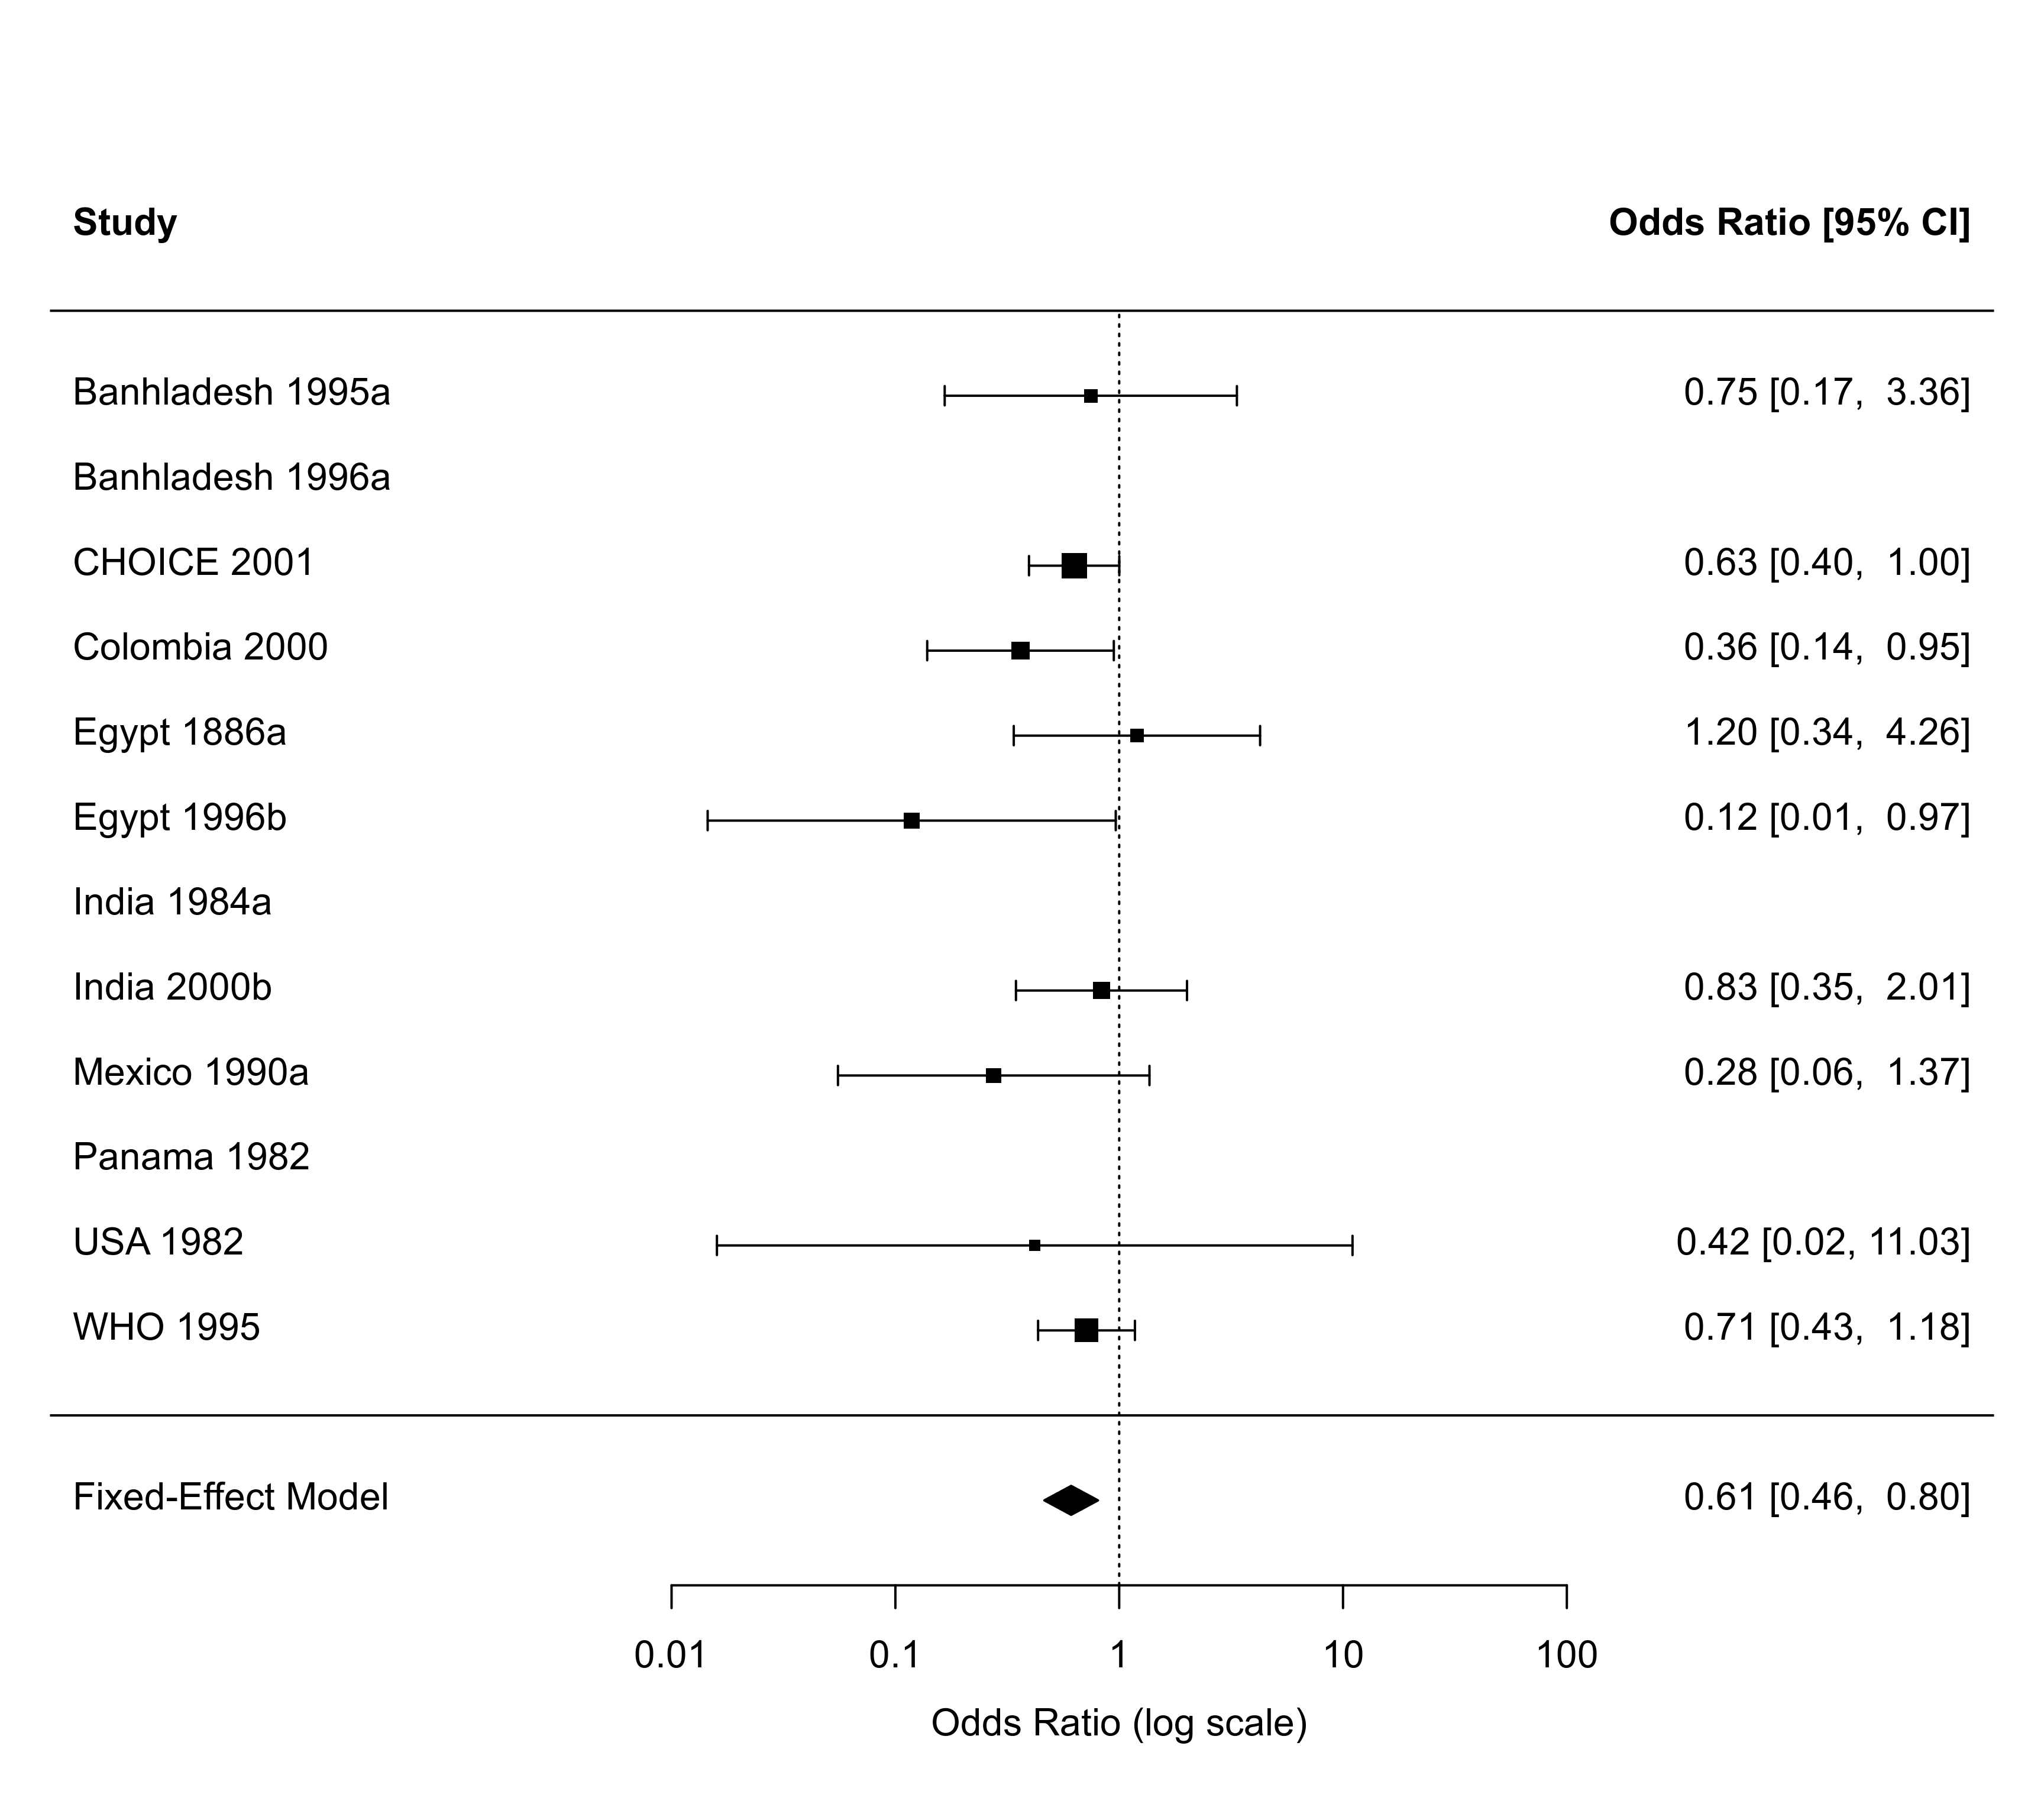 Study Odds Ratio [95% CI]
Banhladesh 1995a 0.75 [0.17, 3.36]
Banhladesh 1996a
CHOICE 2001 0.63 [0.40, 1.00]
Colombia 2000 0.36 [0.14, 0.95]
Egypt 1886a 1.20 [0.34, 4.26]
Egypt 1996b 0.12 [0.01, 0.97]
India 1984a
India 2000b 0.83 [0.35, 2.01]
Mexico 1990a 0.28 [0.06, 1.37]
Panama 1982
USA 1982 0.42 [0.02, 11.03]
WHO 1995 0.71 [0.43, 1.18]
Fixed-Effect Model 0.61 [0.46, 0.80]
0.01 0.1 1 10 100
Odds Ratio (log scale)